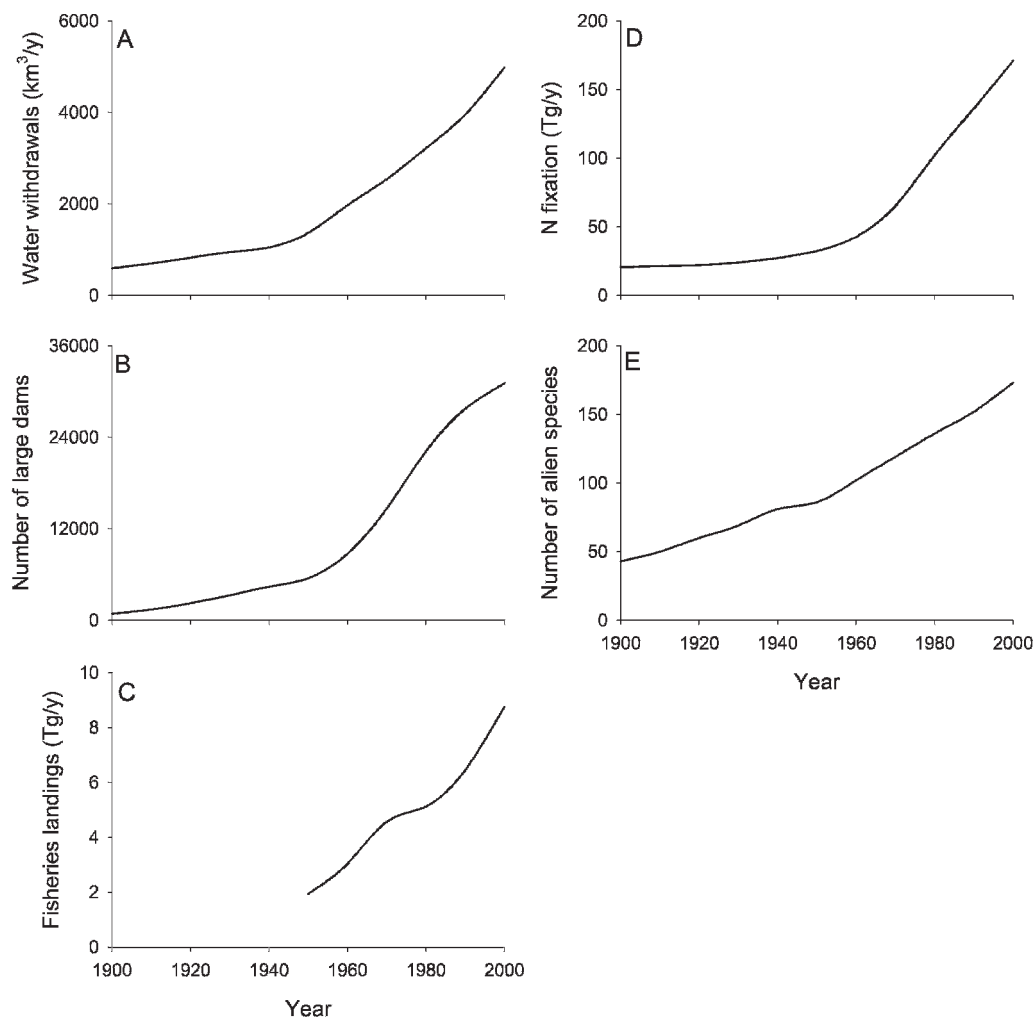 A
Water withdrawals (km³/y)
6000
4000
2000
0
B
Number of large dams
36000
24000
12000
0
C
Fisheries landings (Tg/y)
10
8
6
4
2
0
1900 1920 1940 1960 1980 2000
Year
D
N fixation (Tg/y)
200
150
100
50
0
E
Number of alien species
200
150
100
50
0
1900 1920 1940 1960 1980 2000
Year